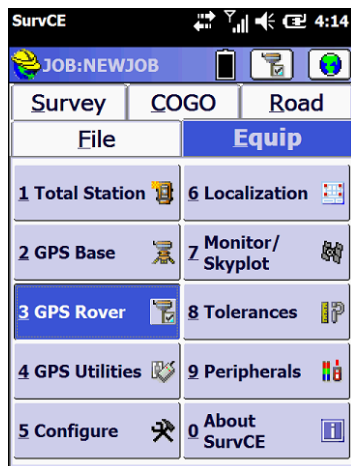 SurvCE 4:14
JOB:NEWJOB
Survey COGO Road
File Equip
1 Total Station 6 Localization
2 GPS Base 7 Monitor/
Skyplot
3 GPS Rover 8 Tolerances
4 GPS Utilities 9 Peripherals
5 Configure 0 About
SurvCE